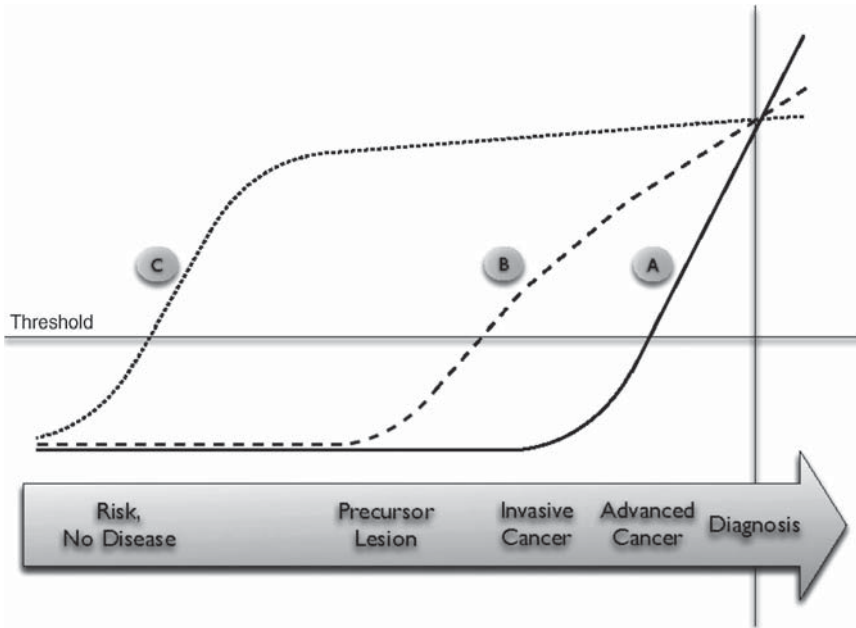 C
B
A
Threshold
Risk,
No Disease
Precursor
Lesion
Invasive
Cancer
Advanced
Cancer
Diagnosis